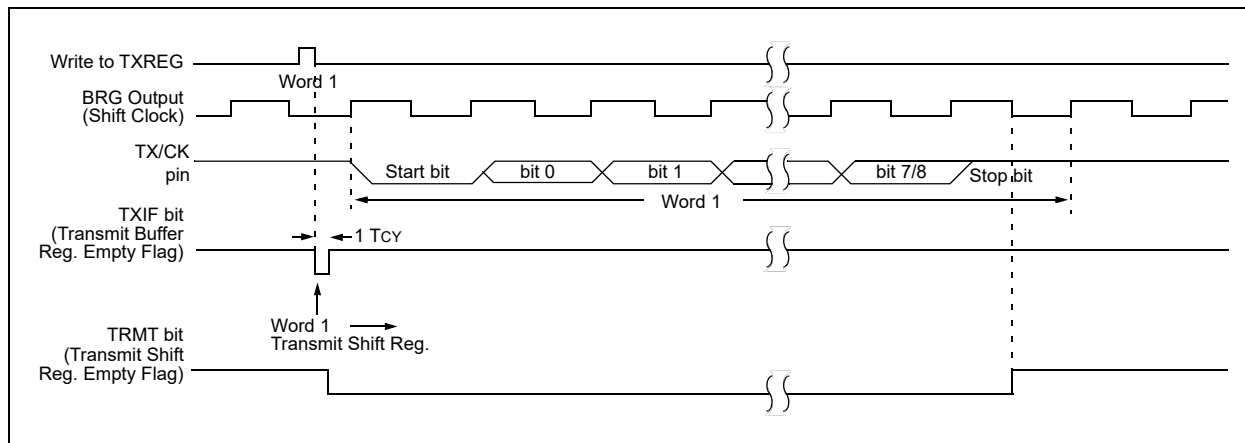 Write to TXREG
Word 1
BRG Output
(Shift Clock)
TX/CK
pin
Start bit
bit 0
bit 1
bit 7/8
Stop bit
Word 1
TXIF bit
(Transmit Buffer
Reg. Empty Flag)
1 TCY
Word 1
Transmit Shift Reg.
TRMT bit
(Transmit Shift
Reg. Empty Flag)